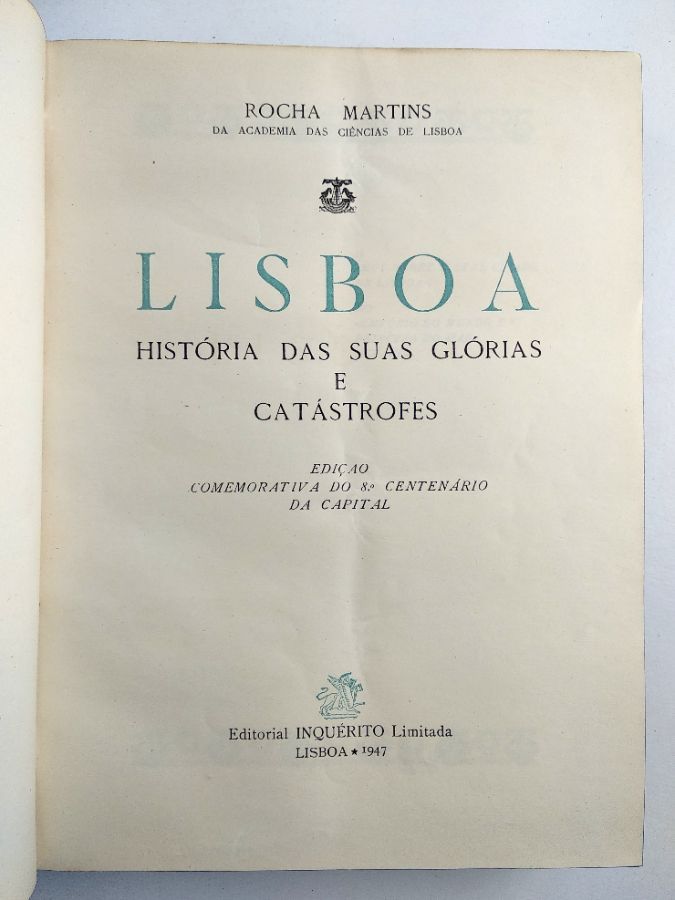 ROCHA MARTINS
DA ACADEMIA DAS CIÊNCIAS DE LISBOA
LISBOA
HISTÓRIA DAS SUAS GLÓRIAS
E
CATÁSTROFES
EDIÇAO
COMEMORATIVA DO 8.º CENTENÁRIO
DA CAPITAL
Editorial INQUÉRITO Limitada
LISBOA ★ 1947